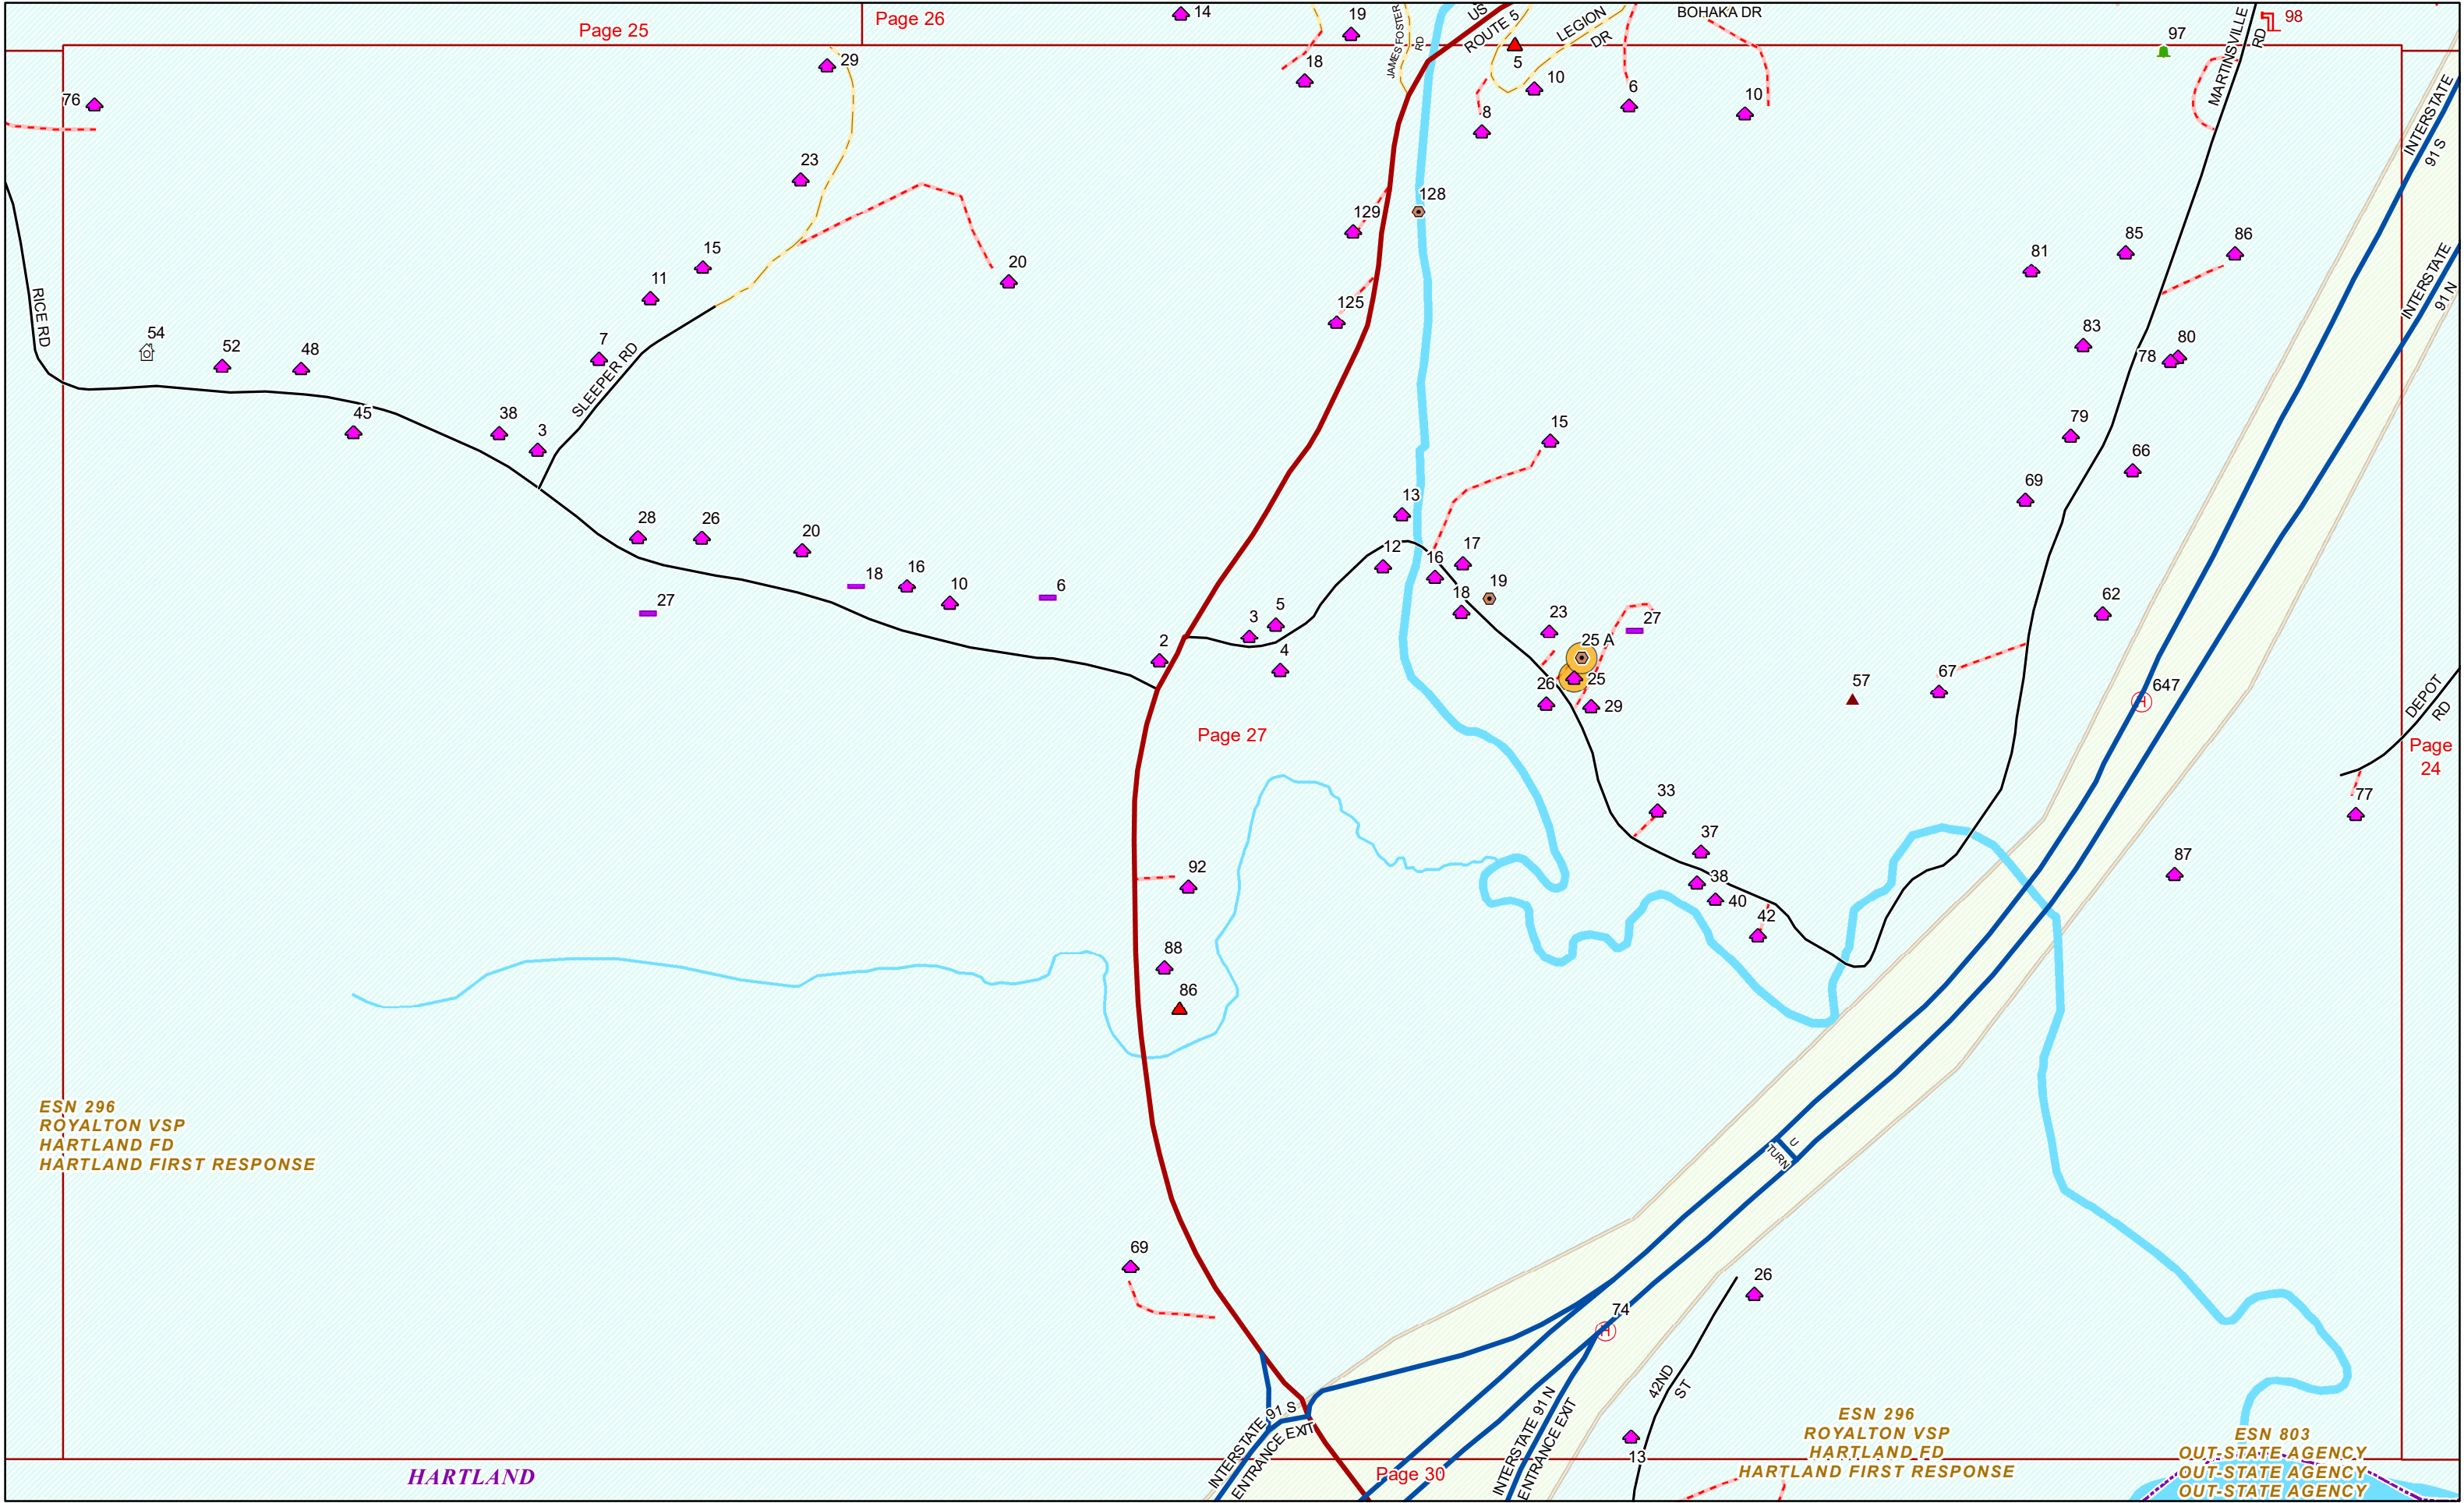 Page 25
Page 26
14
19
18
JAMES FOSTER
RD
US
ROUTE 5
5
LEGION
DR
BOHAKA DR
MARTINSVILLE
RD
97
98
29
76
8
10
6
10
INTERSTATE
91 S
23
128
129
15
11
20
125
81
85
86
INTERSTATE
91 N
RICE RD
54
52
48
7
SLEEPER RD
83
80
78
45
38
3
15
79
66
13
69
28
26
20
12
16
17
18
16
10
6
27
18
19
62
3
5
23
27
2
4
25 A
26
25
29
57
67
647
DEPOT
RD
Page 27
Page
24
33
77
37
92
87
38
40
42
88
86
ESN 296
ROYALTON VSP
HARTLAND FD
HARTLAND FIRST RESPONSE
U
TURN
69
26
74
42ND
ST
INTERSTATE 91 S
ENTRANCE EXIT
INTERSTATE 91 N
ENTRANCE EXIT
13
ESN 296
ROYALTON VSP
HARTLAND FD
HARTLAND FIRST RESPONSE
ESN 803
OUT-STATE AGENCY
OUT-STATE AGENCY
OUT-STATE AGENCY
HARTLAND
Page 30